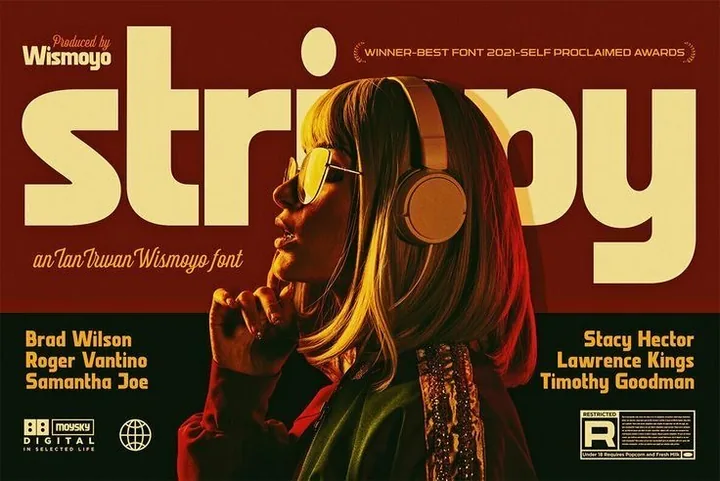 Produced by
Wismoyo
WINNER-BEST FONT 2021-SELF PROCLAIMED AWARDS
strippy
an Ian Irwan Wismoyo font
Brad Wilson
Roger Vantino
Samantha Joe
Stacy Hector
Lawrence Kings
Timothy Goodman
88 MOYSKY
DIGITAL
IN SELECTED LIFE
RESTRICTED
R
Under 18 Requires Popcorn and Fresh Milk